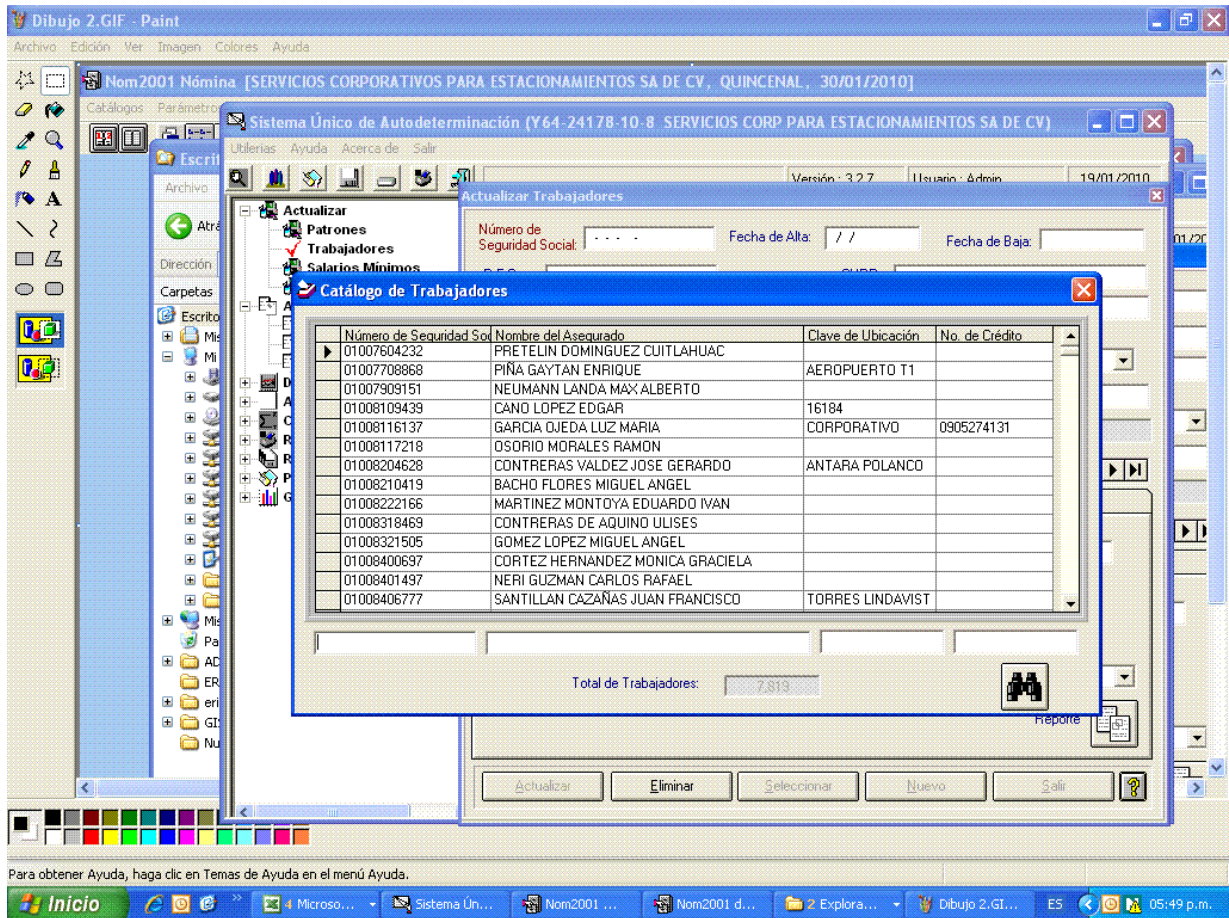 Dibujo 2.GIF - Paint
Archivo Edición Ver Imagen Colores Ayuda
Nom2001 Nómina [SERVICIOS CORPORATIVOS PARA ESTACIONAMIENTOS SA DE CV, QUINCENAL, 30/01/2010]
Catálogos
Sistema Único de Autodeterminación (Y64-24178-10-8 SERVICIOS CORP PARA ESTACIONAMIENTOS SA DE CV)
Utilerias Ayuda Acerca de Salir
Archivo
Versión : 3.2.7 Usuario : Admin 19/01/2010
Actualizar Trabajadores
Actualizar
Patrones
Trabajadores
Salarios Mínimos
Número de Seguridad Social: . . . . Fecha de Alta: / / Fecha de Baja:
Dirección
Carpetas
Catálogo de Trabajadores
Número de Seguridad Soc Nombre del Asegurado Clave de Ubicación No. de Crédito
01007604232 PRETELIN DOMINGUEZ CUITLAHUAC
01007708868 PIÑA GAYTAN ENRIQUE AEROPUERTO T1
01007909151 NEUMANN LANDA MAX ALBERTO
01008109439 CANO LOPEZ EDGAR 16184
01008116137 GARCIA OJEDA LUZ MARIA CORPORATIVO 0905274131
01008117218 OSORIO MORALES RAMON
01008204628 CONTRERAS VALDEZ JOSE GERARDO ANTARA POLANCO
01008210419 BACHO FLORES MIGUEL ANGEL
01008222166 MARTINEZ MONTOYA EDUARDO IVAN
01008318469 CONTRERAS DE AQUINO ULISES
01008321505 GOMEZ LOPEZ MIGUEL ANGEL
01008400697 CORTEZ HERNANDEZ MONICA GRACIELA
01008401497 NERI GUZMAN CARLOS RAFAEL
01008406777 SANTILLAN CAZAÑAS JUAN FRANCISCO TORRES LINDAVIST
Total de Trabajadores: 7,819
Reporte
Actualizar Eliminar Seleccionar Nuevo Salir
Para obtener Ayuda, haga clic en Temas de Ayuda en el menú Ayuda.
Inicio 4 Microso... Sistema Ún... Nom2001 ... Nom2001 d... 2 Explora... Dibujo 2.GI... ES 05:49 p.m.